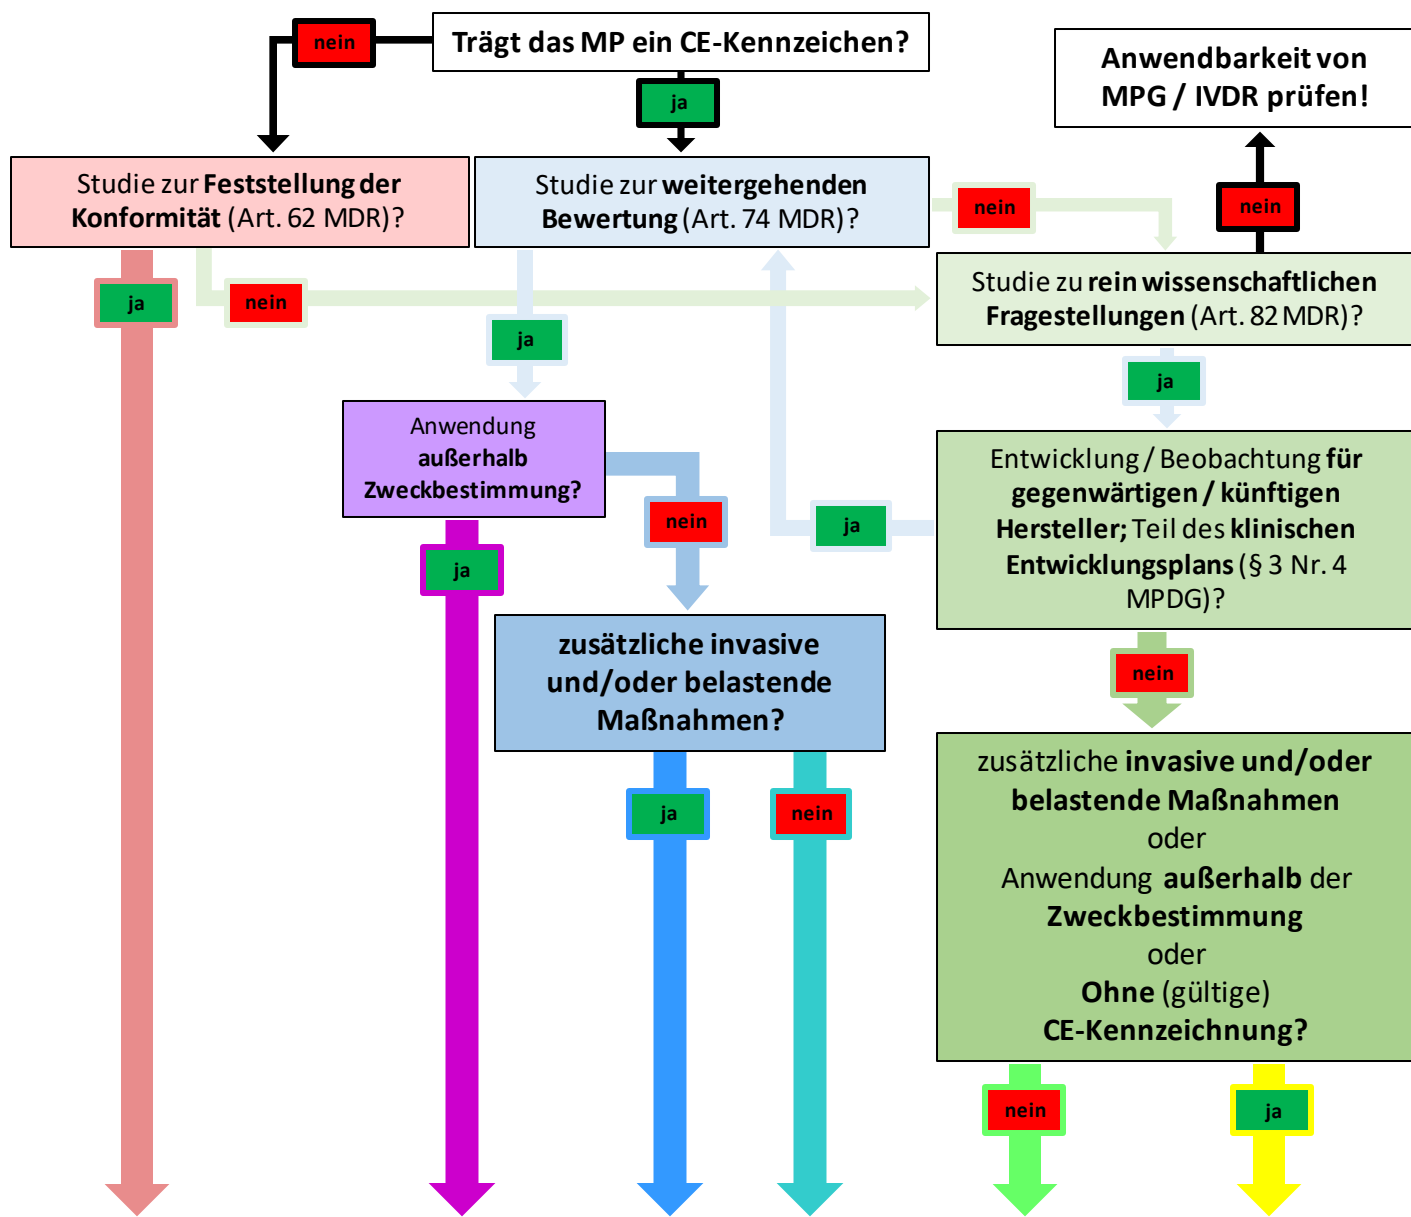 nein
Trägt das MP ein CE-Kennzeichen?
ja
Anwendbarkeit von
MPG / IVDR prüfen!
Studie zur Feststellung der
Konformität (Art. 62 MDR)?
Studie zur weitergehenden
Bewertung (Art. 74 MDR)?
nein
nein
ja
nein
Studie zu rein wissenschaftlichen
Fragestellungen (Art. 82 MDR)?
ja
ja
Anwendung
außerhalb
Zweckbestimmung?
nein
ja
ja
Entwicklung / Beobachtung für
gegenwärtigen / künftigen
Hersteller; Teil des klinischen
Entwicklungsplans (§ 3 Nr. 4
MPDG)?
zusätzliche invasive
und/oder belastende
Maßnahmen?
nein
ja
nein
zusätzliche invasive und/oder
belastende Maßnahmen
oder
Anwendung außerhalb der
Zweckbestimmung
oder
Ohne (gültige)
CE-Kennzeichnung?
nein
ja